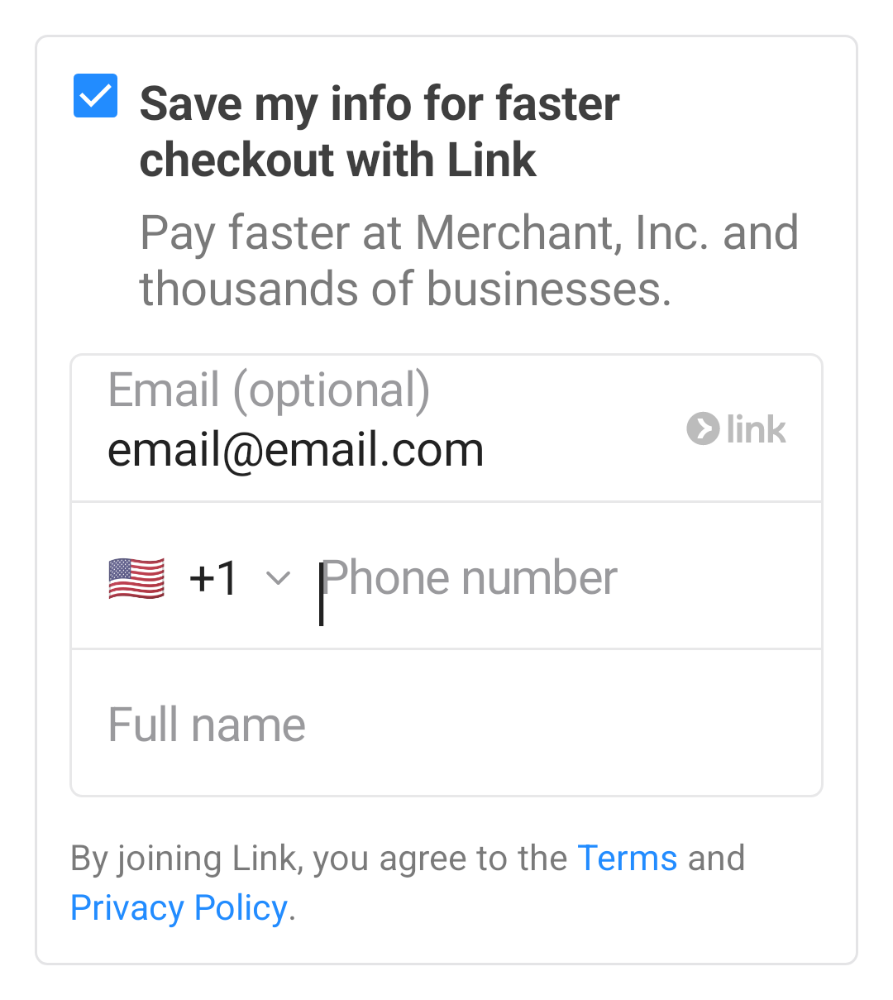 Save my info for faster
checkout with Link
Pay faster at Merchant, Inc. and
thousands of businesses.
Email (optional)
email@email.com
link
+1
Phone number
Full name
By joining Link, you agree to the Terms and
Privacy Policy.